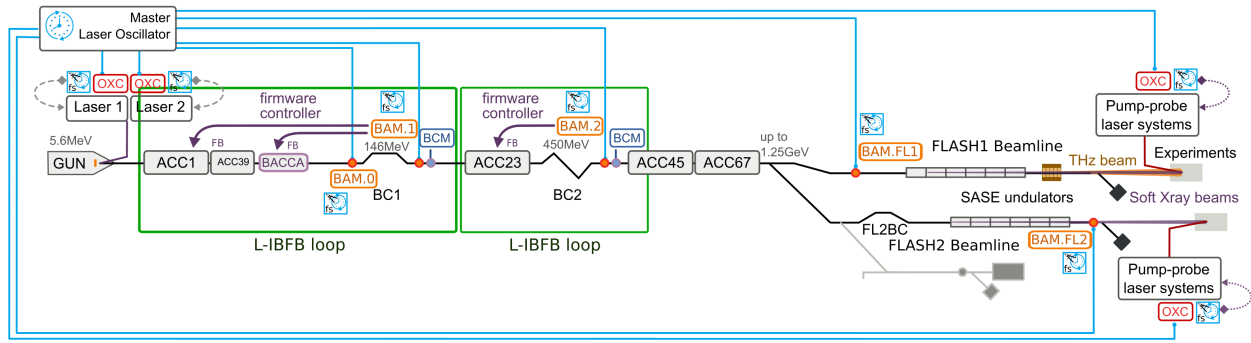 Master
Laser Oscillator
fs
OXC
OXC
fs
Laser 1
Laser 2
5.6MeV
GUN
firmware
controller
FB
FB
ACC1
ACC39
BACCA
BAM.1
fs
146MeV
BCM
BAM.0
fs
BC1
L-IBFB loop
firmware
controller
FB
fs
BAM.2
450MeV
BCM
ACC23
BC2
L-IBFB loop
ACC45
ACC67
up to
1.25GeV
fs
BAM.FL1
FLASH1 Beamline
THz beam
SASE undulators
OXC
fs
Pump-probe
laser systems
Experiments
Soft Xray beams
FL2BC
FLASH2 Beamline
BAM.FL2
fs
Pump-probe
laser systems
OXC
fs